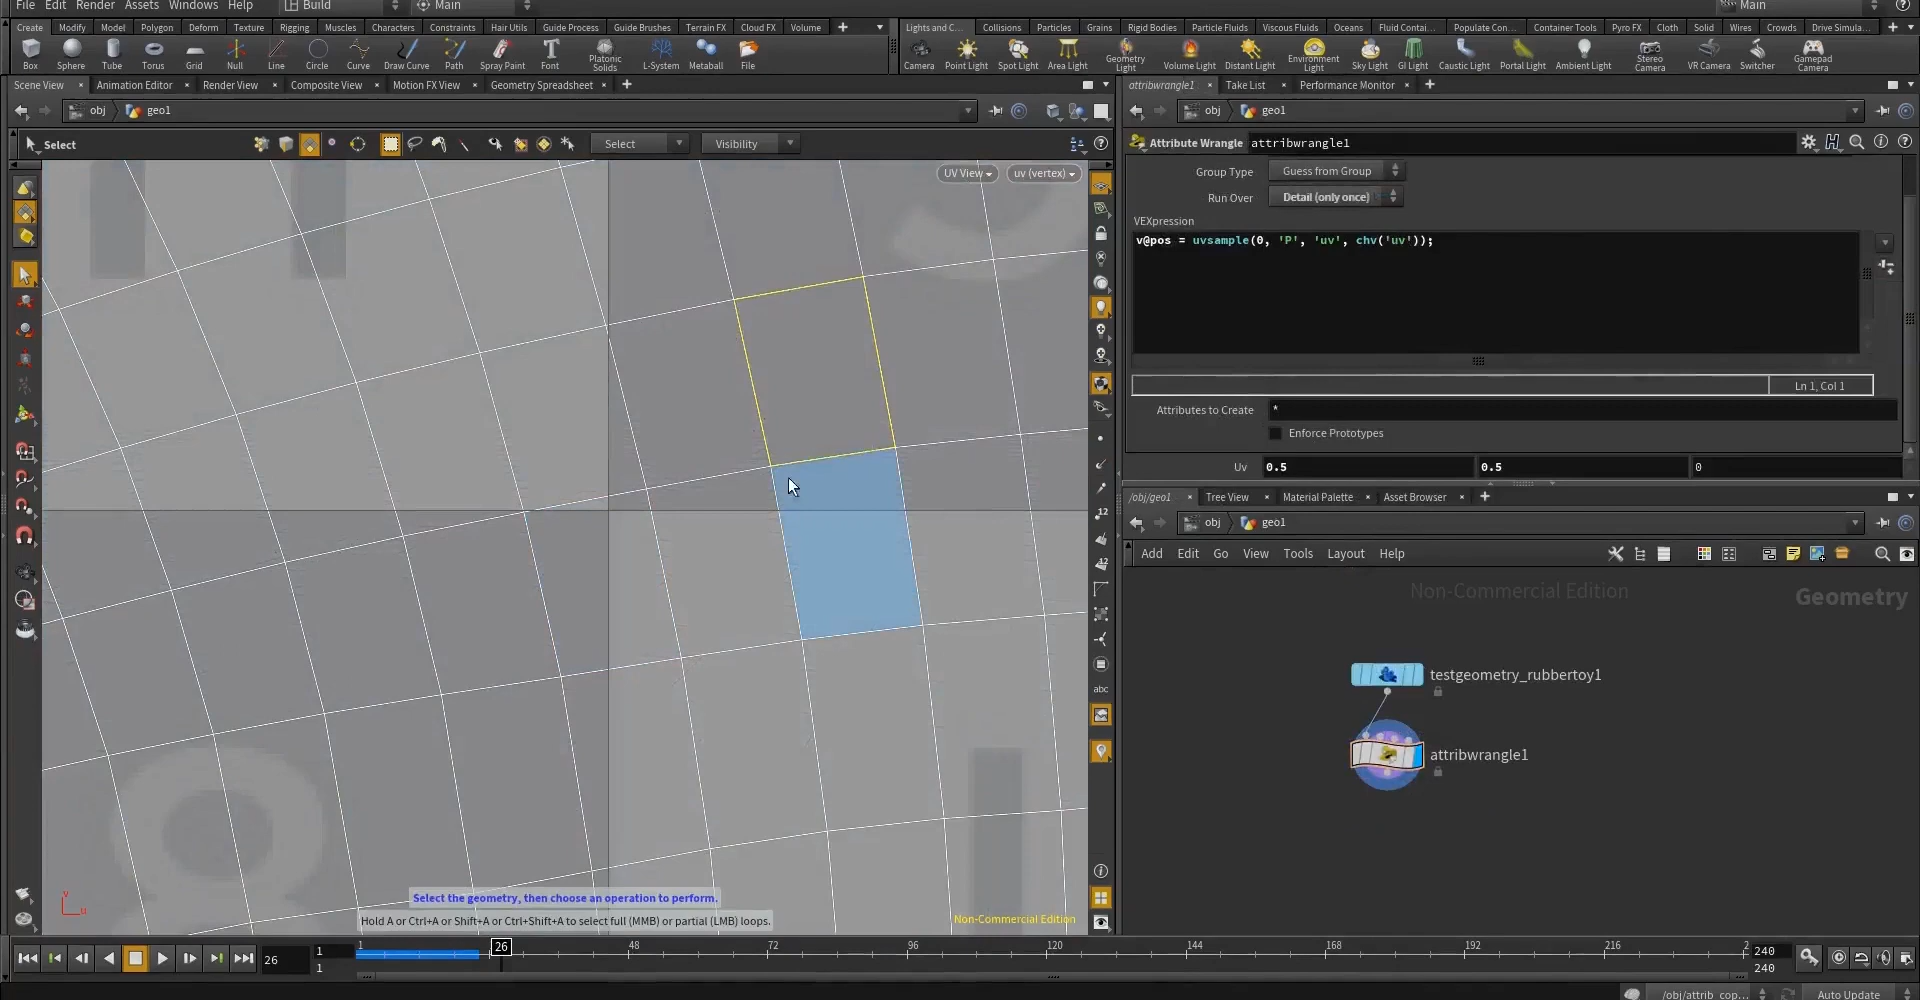 File Edit Render Assets Windows Help Build Main Main
Create Modify Model Polygon Deform Texture Rigging Muscles Characters Constraints Hair Utils Guide Process Guide Brushes Terrain FX Cloud FX Volume
Lights and C... Collisions Particles Grains Rigid Bodies Particle Fluids Viscous Fluids Oceans Fluid Contai... Populate Con... Container Tools Pyro FX Cloth Solid Wires Crowds Drive Simula...
Box Sphere Tube Torus Grid Null Line Circle Curve Draw Curve Path Spray Paint Font Platonic Solids L-System Metaball File
Camera Point Light Spot Light Area Light Geometry Light Volume Light Distant Light Environment Light Sky Light GI Light Caustic Light Portal Light Ambient Light Stereo Camera VR Camera Switcher Gamepad Camera
Scene View Animation Editor Render View Composite View Motion FX View Geometry Spreadsheet
obj geo1
Select Select Visibility
UV View uv (vertex)
12
12
abc
Select the geometry, then choose an operation to perform.
Hold A or Ctrl+A or Shift+A or Ctrl+Shift+A to select full (MMB) or partial (LMB) loops.
Non-Commercial Edition
v
u
attribwrangle1 Take List Performance Monitor
obj geo1
Attribute Wrangle attribwrangle1
Group Type Guess from Group
Run Over Detail (only once)
VEXpression
v@pos = uvsample(0, 'P', 'uv', chv('uv'));
Ln 1, Col 1
Attributes to Create *
Enforce Prototypes
Uv 0.5 0.5 0
/obj/geo1 Tree View Material Palette Asset Browser
obj geo1
Add Edit Go View Tools Layout Help
Non-Commercial Edition
Geometry
testgeometry_rubbertoy1
attribwrangle1
26 1 1 26 48 72 96 120 144 168 192 216 2 240
1 240
/obj/attrib_cop... Auto Update